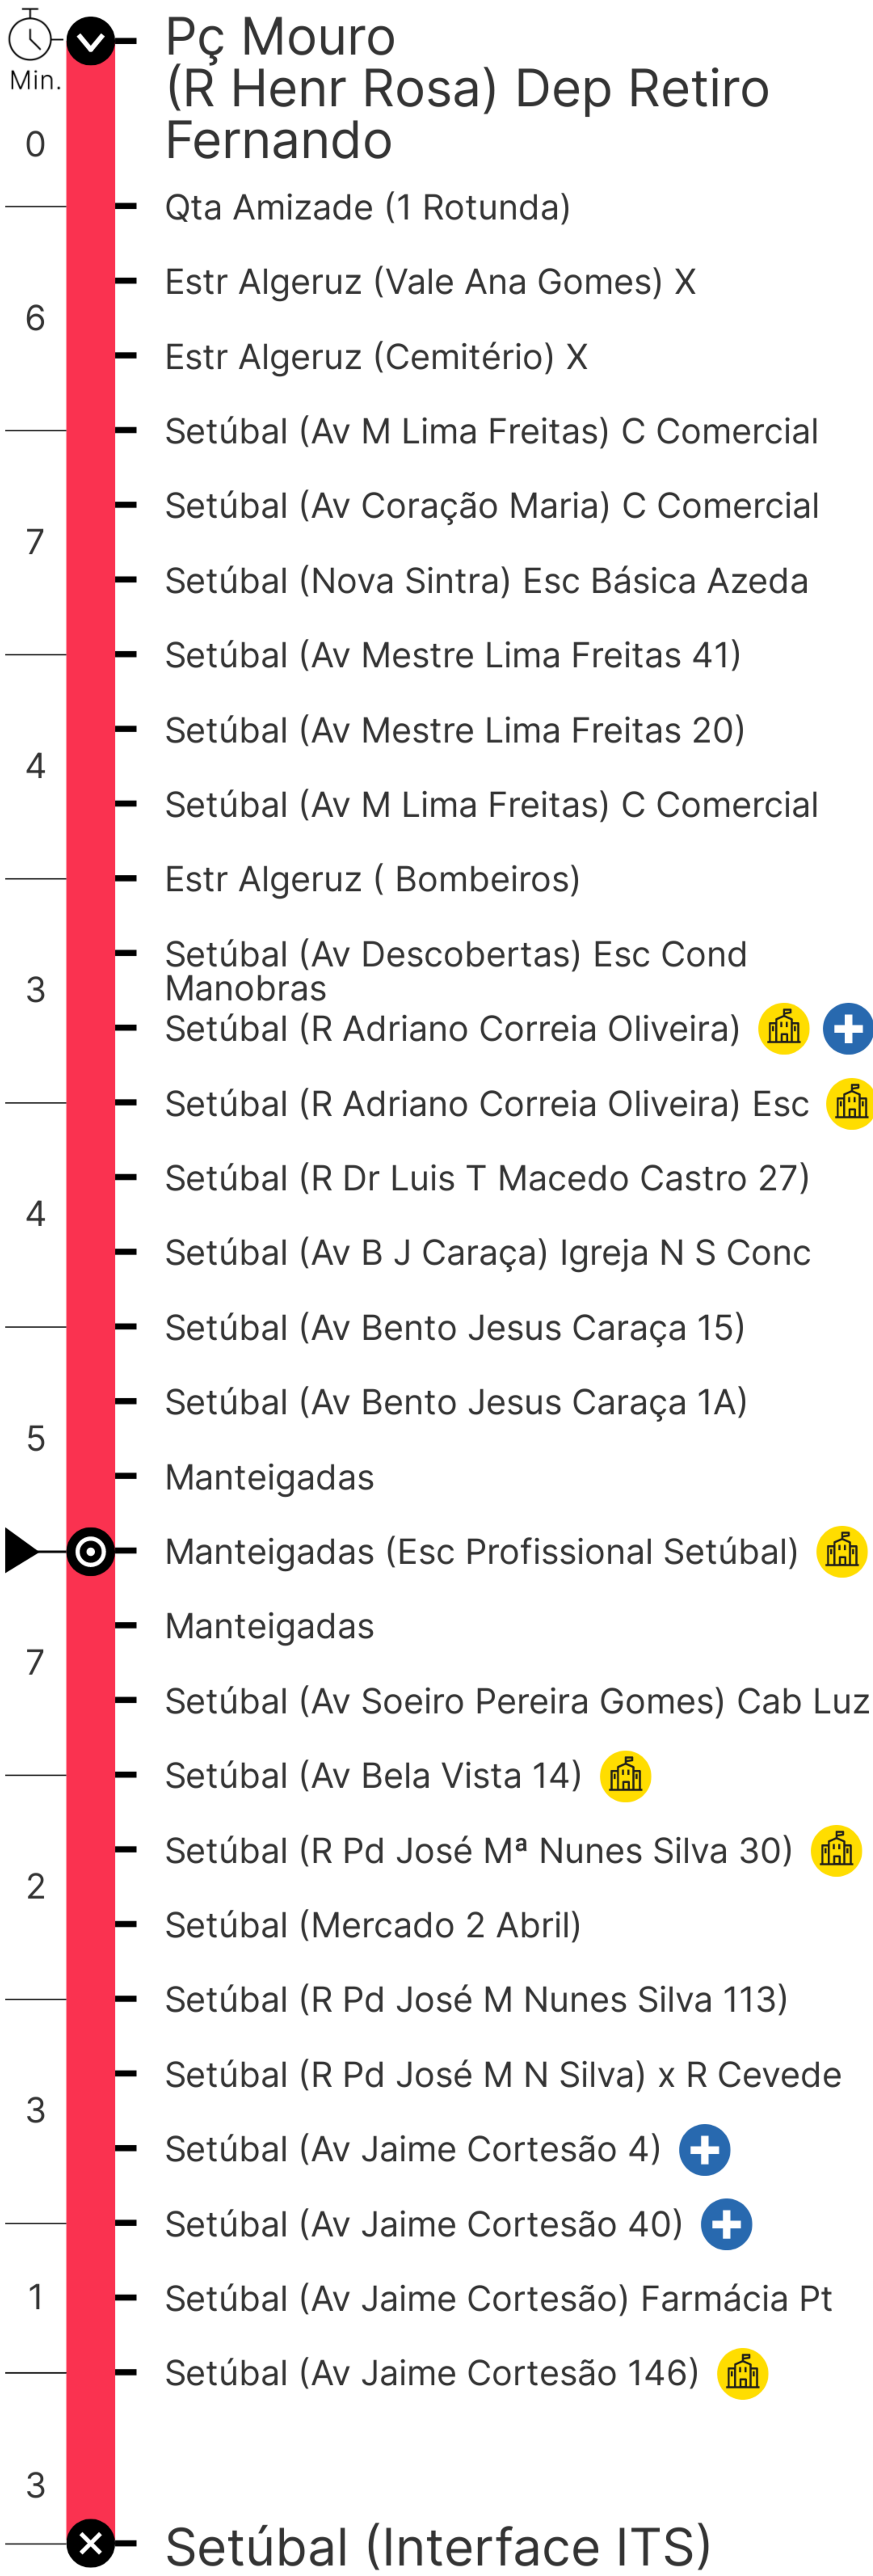 Pç Mouro
Min.
(R Henr Rosa) Dep Retiro
0
Fernando
Qta Amizade (1 Rotunda)
Estr Algeruz (Vale Ana Gomes) X
6
Estr Algeruz (Cemitério) X
Setúbal (Av M Lima Freitas) C Comercial
Setúbal (Av Coração Maria) C Comercial
7
Setúbal (Nova Sintra) Esc Básica Azeda
Setúbal (Av Mestre Lima Freitas 41)
Setúbal (Av Mestre Lima Freitas 20)
4
Setúbal (Av M Lima Freitas) C Comercial
Estr Algeruz ( Bombeiros)
Setúbal (Av Descobertas) Esc Cond
Manobras
3
Setúbal (R Adriano Correia Oliveira)
Setúbal (R Adriano Correia Oliveira) Esc
Setúbal (R Dr Luis T Macedo Castro 27)
4
Setúbal (Av B J Caraça) Igreja N S Conc
Setúbal (Av Bento Jesus Caraça 15)
Setúbal (Av Bento Jesus Caraça 1A)
5
Manteigadas
Manteigadas (Esc Profissional Setúbal)
Manteigadas
7
Setúbal (Av Soeiro Pereira Gomes) Cab Luz
Setúbal (Av Bela Vista 14)
Setúbal (R Pd José Mª Nunes Silva 30)
2
Setúbal (Mercado 2 Abril)
Setúbal (R Pd José M Nunes Silva 113)
Setúbal (R Pd José M N Silva) x R Cevede
3
Setúbal (Av Jaime Cortesão 4)
Setúbal (Av Jaime Cortesão 40)
1
Setúbal (Av Jaime Cortesão) Farmácia Pt
Setúbal (Av Jaime Cortesão 146)
3
Setúbal (Interface ITS)